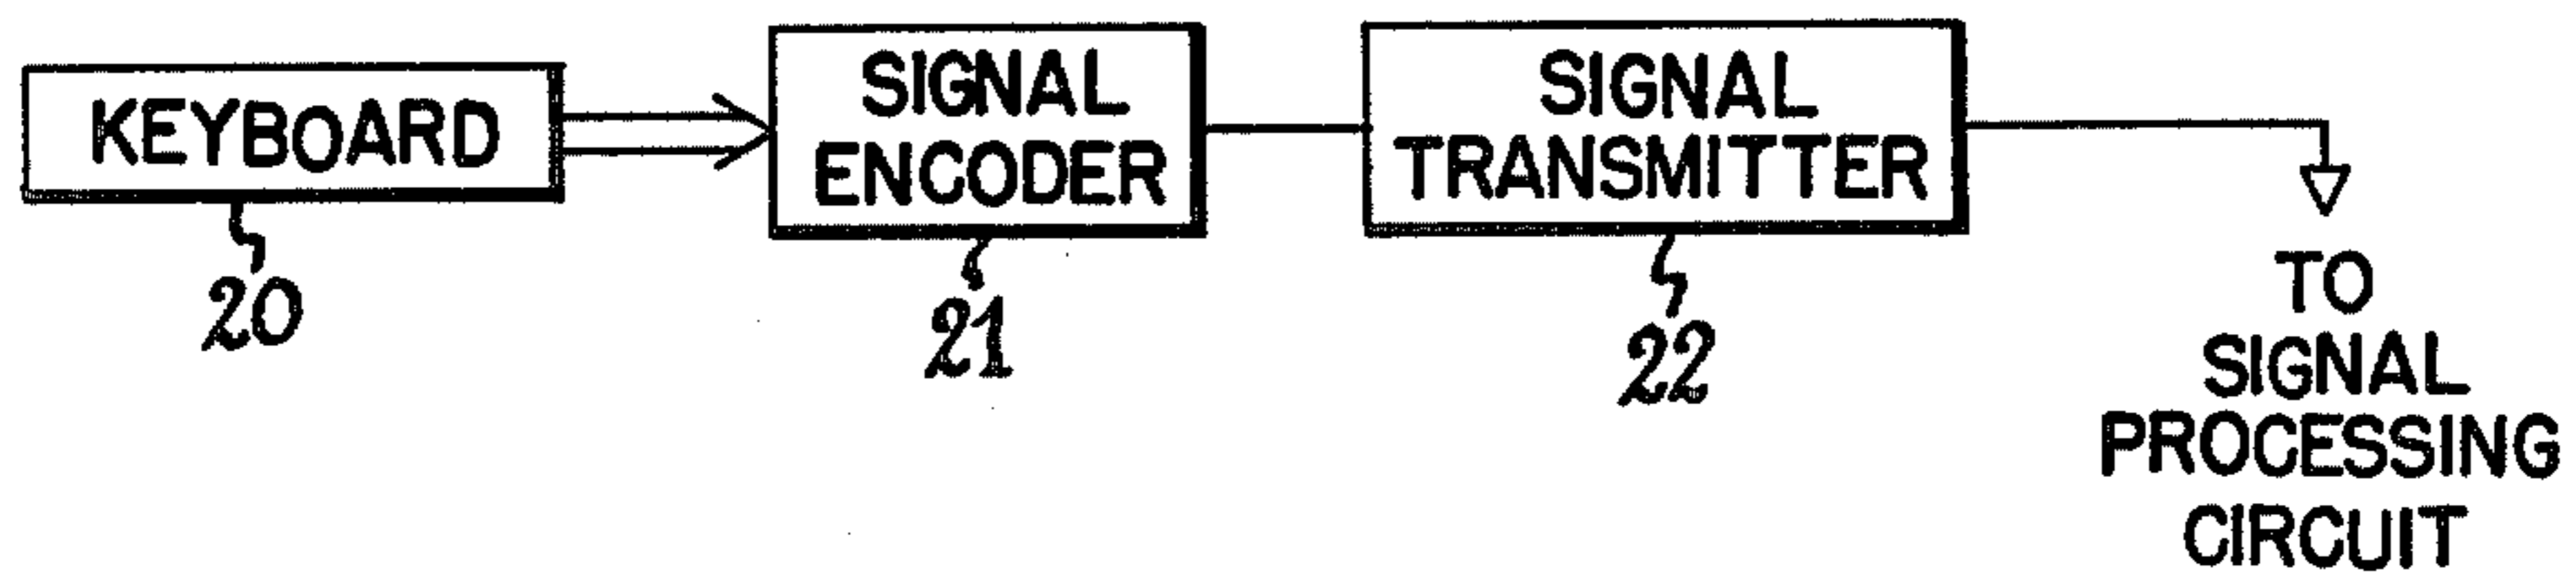 KEYBOARD
SIGNAL
ENCODER
SIGNAL
TRANSMITTER
20
21
22
TO
SIGNAL
PROCESSING
CIRCUIT